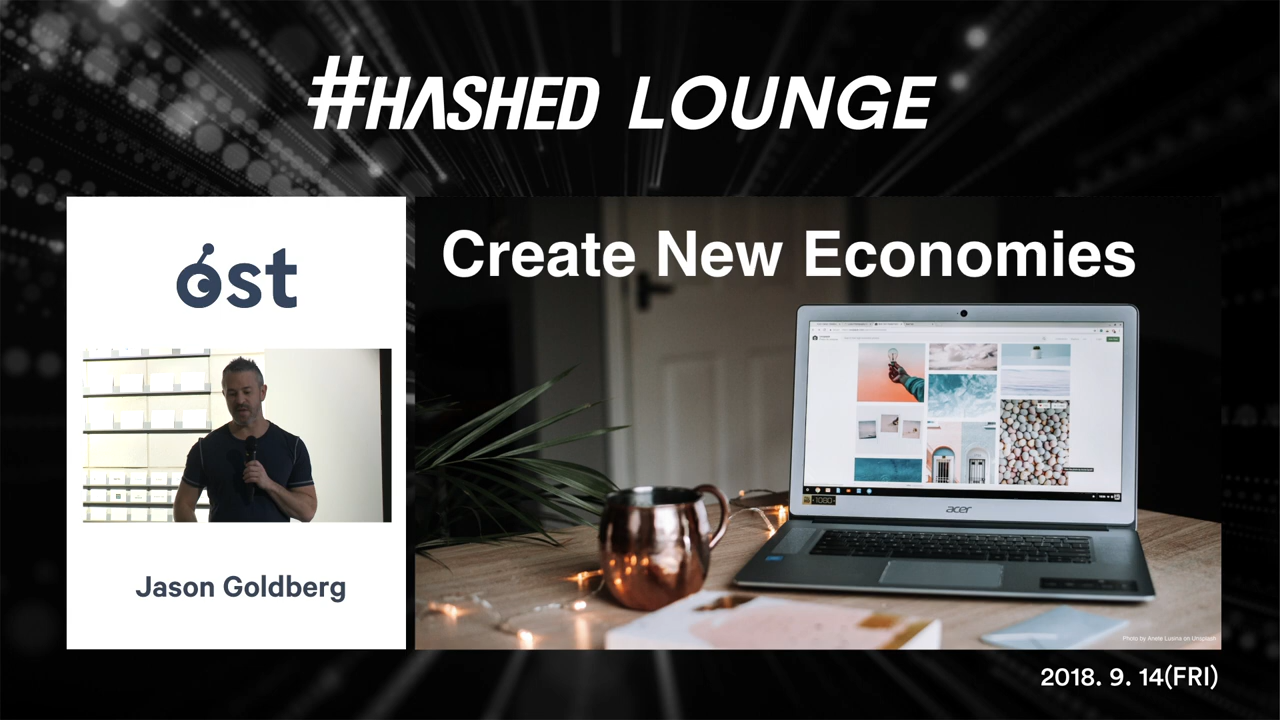 #HASHED LOUNGE
ost
Create New Economies
acer
1080
Jason Goldberg
Photo by Anete Lusina on Unsplash
2018. 9. 14(FRI)